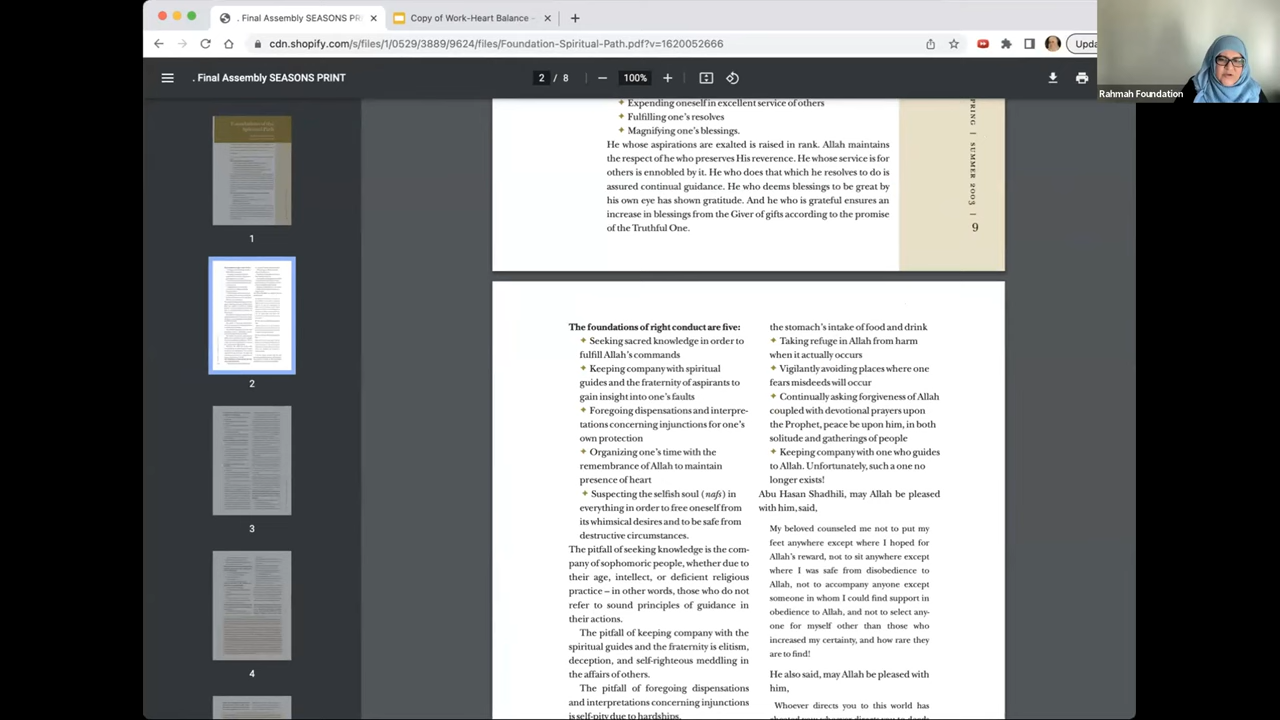 . Final Assembly SEASONS PRINT
Copy of Work-Heart Balance -
cdn.shopify.com/s/files/1/0529/3889/9624/files/Foundation-Spiritual-Path.pdf?v=1620052666
Upda
. Final Assembly SEASONS PRINT
2 / 8
100%
Rahmah Foundation
1
2
3
4
Expending oneself in excellent service of others
Fulfilling one's resolves
Magnifying one's blessings.
He whose aspirations are exalted is raised in rank. Allah maintains
the respect of he who preserves His reverence. He whose service is for
others is ennobled by it. He who does that which he resolves to do is
assured continual guidance. He who deems blessings to be great by
his own eye has shown gratitude. And he who is grateful ensures an
increase in blessings from the Giver of gifts according to the promise
of the Truthful One.
PRING | SUMMER 2003 |
9
The foundations of right action are five:
Seeking sacred knowledge in order to
fulfill Allah's commands
Keeping company with spiritual
guides and the fraternity of aspirants to
gain insight into one's faults
Foregoing dispensations and interpre-
tations concerning injunctions for one's
own protection
Organizing one's time with the
remembrance of Allah to maintain
presence of heart
Suspecting the self or soul (nafs) in
everything in order to free oneself from
its whimsical desires and to be safe from
destructive circumstances.
The pitfall of seeking knowledge is the com-
pany of sophomoric people, whether due to
their age, intellect, or deficient religious
practice – in other words, those who do not
refer to sound principles of guidance in
their actions.
The pitfall of keeping company with the
spiritual guides and the fraternity is elitism,
deception, and self-righteous meddling in
the affairs of others.
The pitfall of foregoing dispensations
and interpretations concerning injunctions
is self-pity due to hardships.
the stomach's intake of food and drink
Taking refuge in Allah from harm
when it actually occurs
Vigilantly avoiding places where one
fears misdeeds will occur
Continually asking forgiveness of Allah
coupled with devotional prayers upon
the Prophet, peace be upon him, in both
solitude and gatherings of people
Keeping company with one who guides
to Allah. Unfortunately, such a one no
longer exists!
Abu Hasan Shadhili, may Allah be pleased
with him, said,
My beloved counseled me not to put my
feet anywhere except where I hoped for
Allah's reward, not to sit anywhere except
where I was safe from disobedience to
Allah, not to accompany anyone except
someone in whom I could find support in
obedience to Allah, and not to select any-
one for myself other than those who
increased my certainty, and how rare they
are to find!
He also said, may Allah be pleased with
him,
Whoever directs you to this world has